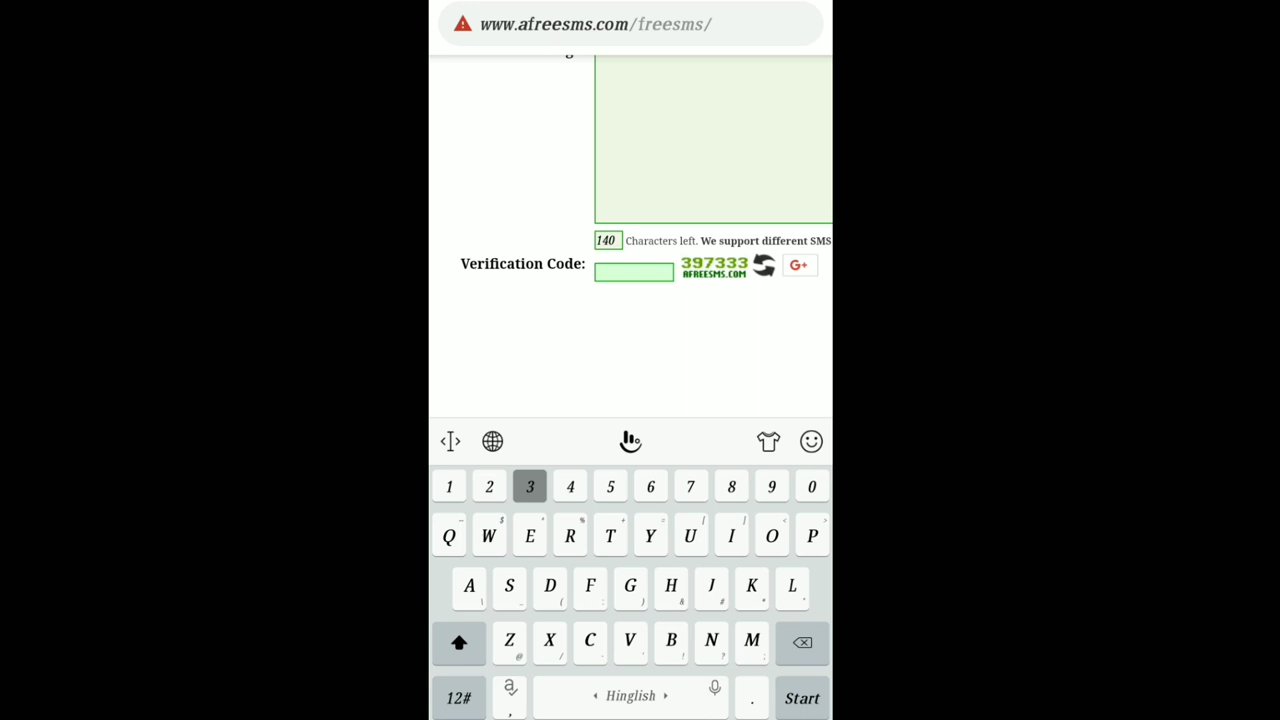 www.afreesms.com/freesms/
140 Characters left. We support different SMS
Verification Code:
397333
AFREESMS.COM
G+
1 2 3 4 5 6 7 8 9 0
Q W E R T Y U I O P
A S D F G H J K L
Z X C V B N M
12# , Hinglish . Start